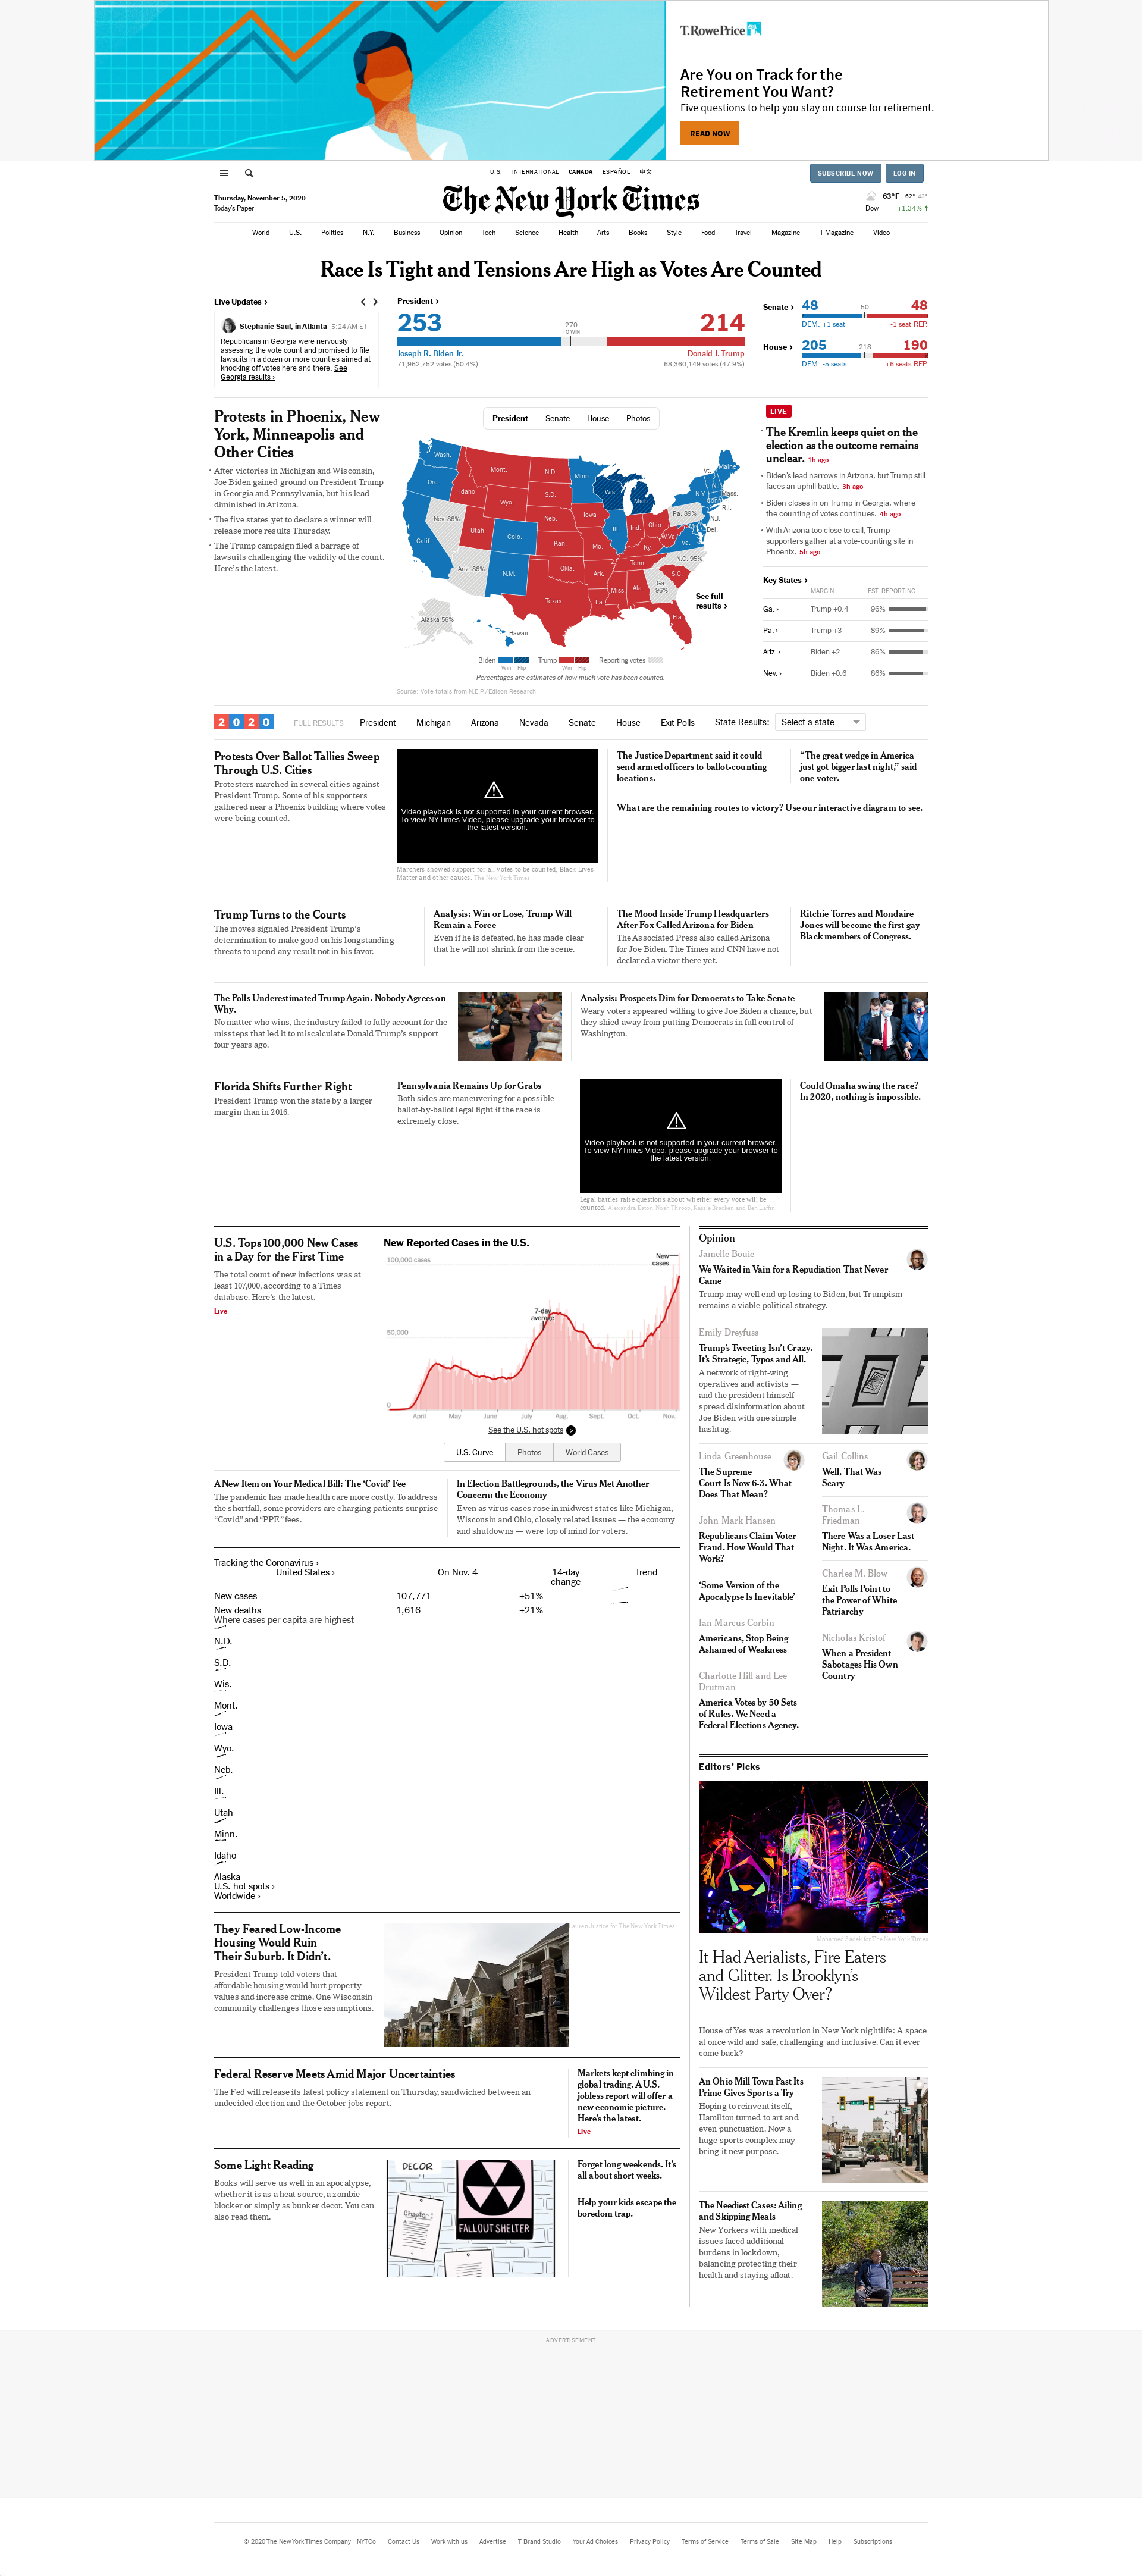 T.RowePrice
Are You on Track for the
Retirement You Want?
Five questions to help you stay on course for retirement.
READ NOW
U.S. INTERNATIONAL CANADA ESPAÑOL 中文
SUBSCRIBE NOW LOG IN
Thursday, November 5, 2020
Today's Paper
The New York Times
63°F 62° 43°
Dow +1.34% ↑
World U.S. Politics N.Y. Business Opinion Tech Science Health Arts Books Style Food Travel Magazine T Magazine Video
Race Is Tight and Tensions Are High as Votes Are Counted
Live Updates ›
Stephanie Saul, in Atlanta 5:24 AM ET
Republicans in Georgia were nervously
assessing the vote count and promised to file
lawsuits in a dozen or more counties aimed at
knocking off votes here and there. See
Georgia results ›
President ›
253
270
TO WIN
214
Joseph R. Biden Jr.
Donald J. Trump
71,962,752 votes (50.4%)
68,360,149 votes (47.9%)
Senate › 48 50 48
DEM. +1 seat -1 seat REP.
House › 205 218 190
DEM. -5 seats +6 seats REP.
Protests in Phoenix, New
York, Minneapolis and
Other Cities
• After victories in Michigan and Wisconsin,
Joe Biden gained ground on President Trump
in Georgia and Pennsylvania, but his lead
diminished in Arizona.
• The five states yet to declare a winner will
release more results Thursday.
• The Trump campaign filed a barrage of
lawsuits challenging the validity of the count.
Here's the latest.
President Senate House Photos
Wash.
Mont.
N.D.
Minn.
Vt.
Maine
Ore.
Idaho
Wyo.
S.D.
Wis.
Mich.
N.Y.
N.H.
Mass.
Conn.
R.I.
Nev. 86%
Utah
Colo.
Neb.
Iowa
Ill.
Ind.
Ohio
Pa. 89%
N.J.
Del.
Calif.
Kan.
Mo.
Ky.
W.Va.
Va.
Ariz. 86%
N.M.
Okla.
Ark.
Tenn.
N.C. 95%
S.C.
Texas
La.
Miss.
Ala.
Ga.
96%
Fla.
Alaska 56%
Hawaii
See full
results ›
Biden Trump Reporting votes
Win Flip Win Flip
Percentages are estimates of how much vote has been counted.
Source: Vote totals from N.E.P./Edison Research
LIVE
• The Kremlin keeps quiet on the
election as the outcome remains
unclear. 1h ago
• Biden's lead narrows in Arizona, but Trump still
faces an uphill battle. 3h ago
• Biden closes in on Trump in Georgia, where
the counting of votes continues. 4h ago
• With Arizona too close to call, Trump
supporters gather at a vote-counting site in
Phoenix. 5h ago
Key States ›
MARGIN EST. REPORTING
Ga. › Trump +0.4 96%
Pa. › Trump +3 89%
Ariz. › Biden +2 86%
Nev. › Biden +0.6 86%
2020 FULL RESULTS President Michigan Arizona Nevada Senate House Exit Polls State Results: Select a state
Protests Over Ballot Tallies Sweep
Through U.S. Cities
Protesters marched in several cities against
President Trump. Some of his supporters
gathered near a Phoenix building where votes
were being counted.
Video playback is not supported in your current browser.
To view NYTimes Video, please upgrade your browser to
the latest version.
Marchers showed support for all votes to be counted, Black Lives
Matter and other causes. The New York Times
The Justice Department said it could
send armed officers to ballot-counting
locations.
“The great wedge in America
just got bigger last night,” said
one voter.
What are the remaining routes to victory? Use our interactive diagram to see.
Trump Turns to the Courts
The moves signaled President Trump's
determination to make good on his longstanding
threats to upend any result not in his favor.
Analysis: Win or Lose, Trump Will
Remain a Force
Even if he is defeated, he has made clear
that he will not shrink from the scene.
The Mood Inside Trump Headquarters
After Fox Called Arizona for Biden
The Associated Press also called Arizona
for Joe Biden. The Times and CNN have not
declared a victor there yet.
Ritchie Torres and Mondaire
Jones will become the first gay
Black members of Congress.
The Polls Underestimated Trump Again. Nobody Agrees on
Why.
No matter who wins, the industry failed to fully account for the
missteps that led it to miscalculate Donald Trump's support
four years ago.
Analysis: Prospects Dim for Democrats to Take Senate
Weary voters appeared willing to give Joe Biden a chance, but
they shied away from putting Democrats in full control of
Washington.
Florida Shifts Further Right
President Trump won the state by a larger
margin than in 2016.
Pennsylvania Remains Up for Grabs
Both sides are maneuvering for a possible
ballot-by-ballot legal fight if the race is
extremely close.
Video playback is not supported in your current browser.
To view NYTimes Video, please upgrade your browser to
the latest version.
Legal battles raise questions about whether every vote will be
counted. Alexandra Eaton, Noah Throop, Kassie Bracken and Ben Laffin
Could Omaha swing the race?
In 2020, nothing is impossible.
U.S. Tops 100,000 New Cases
in a Day for the First Time
The total count of new infections was at
least 107,000, according to a Times
database. Here's the latest.
Live
New Reported Cases in the U.S.
100,000 cases
New
cases
7-day
average
50,000
0
April May June July Aug. Sept. Oct. Nov.
See the U.S. hot spots >
U.S. Curve Photos World Cases
A New Item on Your Medical Bill: The ‘Covid’ Fee
The pandemic has made health care more costly. To address
the shortfall, some providers are charging patients surprise
“Covid” and “PPE” fees.
In Election Battlegrounds, the Virus Met Another
Concern: the Economy
Even as virus cases rose in midwest states like Michigan,
Wisconsin and Ohio, closely related issues — the economy
and shutdowns — were top of mind for voters.
Tracking the Coronavirus ›
United States › On Nov. 4 14-day
change Trend
New cases 107,771 +51%
New deaths 1,616 +21%
Where cases per capita are highest
N.D.
S.D.
Wis.
Mont.
Iowa
Wyo.
Neb.
Ill.
Utah
Minn.
Idaho
Alaska
U.S. hot spots ›
Worldwide ›
They Feared Low-Income
Housing Would Ruin
Their Suburb. It Didn't.
President Trump told voters that
affordable housing would hurt property
values and increase crime. One Wisconsin
community challenges those assumption
Lauren Justice for The New York Times
Federal Reserve Meets Amid Major Uncertainties
The Fed will release its latest policy statement on Thursday, sandwiched between an
undecided election and the October jobs report.
Markets kept climbing in
global trading. A U.S.
jobless report will offer a
new economic picture.
Here's the latest.
Live
Some Light Reading
Books will serve us well in an apocalypse,
whether it is as a heat source, a zombie
blocker or simply as bunker decor. You can
also read them.
DECOR
Chapter 1
FALLOUT SHELTER
Forget long weekends. It's
all about short weeks.
Help your kids escape the
boredom trap.
Opinion
Jamelle Bouie
We Waited in Vain for a Repudiation That Never
Came
Trump may well end up losing to Biden, but Trumpism
remains a viable political strategy.
Emily Dreyfuss
Trump's Tweeting Isn't Crazy.
It's Strategic, Typos and All.
A network of right-wing
operatives and activists —
and the president himself —
spread disinformation about
Joe Biden with one simple
hashtag.
Linda Greenhouse
The Supreme
Court Is Now 6-3. What
Does That Mean?
John Mark Hansen
Republicans Claim Voter
Fraud. How Would That
Work?
‘Some Version of the
Apocalypse Is Inevitable’
Ian Marcus Corbin
Americans, Stop Being
Ashamed of Weakness
Charlotte Hill and Lee
Drutman
America Votes by 50 Sets
of Rules. We Need a
Federal Elections Agency.
Gail Collins
Well, That Was
Scary
Thomas L.
Friedman
There Was a Loser Last
Night. It Was America.
Charles M. Blow
Exit Polls Point to
the Power of White
Patriarchy
Nicholas Kristof
When a President
Sabotages His Own
Country
Editors' Picks
Mohamed Sadek for The New York Times
It Had Aerialists, Fire Eaters
and Glitter. Is Brooklyn's
Wildest Party Over?
House of Yes was a revolution in New York nightlife: A space
at once wild and safe, challenging and inclusive. Can it ever
come back?
An Ohio Mill Town Past Its
Prime Gives Sports a Try
Hoping to reinvent itself,
Hamilton turned to art and
even punctuation. Now a
huge sports complex may
bring it new purpose.
The Neediest Cases: Ailing
and Skipping Meals
New Yorkers with medical
issues faced additional
burdens in lockdown,
balancing protecting their
health and staying afloat.
ADVERTISEMENT
© 2020 The New York Times Company NYTCo Contact Us Work with us Advertise T Brand Studio Your Ad Choices Privacy Policy Terms of Service Terms of Sale Site Map Help Subscriptions